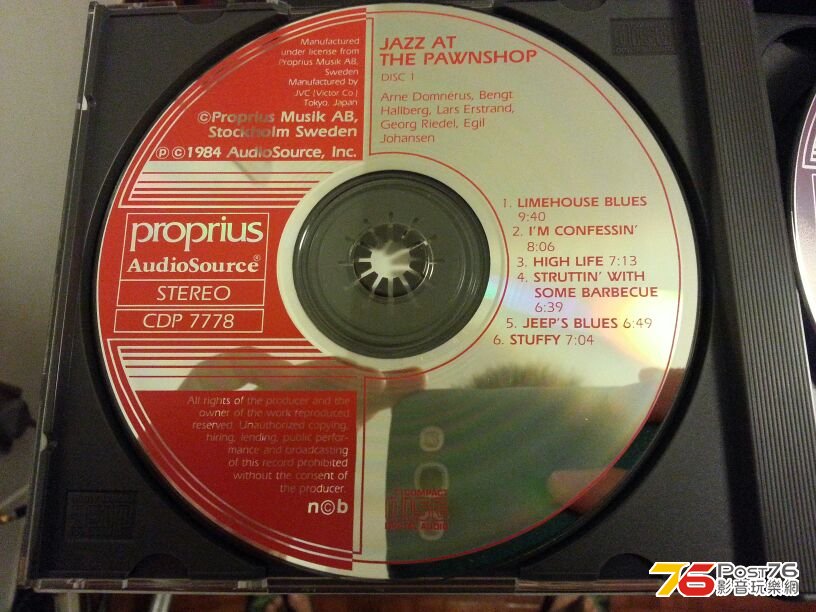 Manufactured
under license from
Proprius Musik AB,
Sweden
Manufactured by
JVC (Victor Co)
Tokyo, Japan
©Proprius Musik AB,
Stockholm Sweden
℗©1984 AudioSource, Inc.
JAZZ AT
THE PAWNSHOP
DISC 1
Arne Domnerus, Bengt
Hallberg, Lars Erstrand,
Georg Riedel, Egil
Johansen
proprius
AudioSource®
STEREO
CDP 7778
1. LIMEHOUSE BLUES
9:40
2. I'M CONFESSIN'
8:06
3. HIGH LIFE 7:13
4. STRUTTIN' WITH
SOME BARBECUE
6:39
5. JEEP'S BLUES 6:49
6. STUFFY 7:04
All rights of the producer and the
owner of the work reproduced
reserved. Unauthorized copying,
hiring, lending, public perfor-
mance and broadcasting
of this record prohibited
without the consent of
the producer.
n©b
COMPACT
disc
DIGITAL AUDIO
76 Post76
影音玩樂網